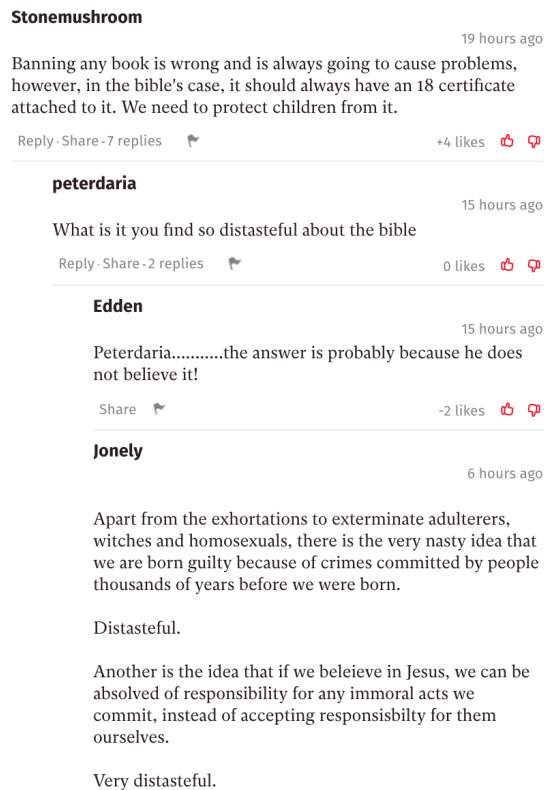 Stonemushroom
19 hours ago
Banning any book is wrong and is always going to cause problems,
however, in the bible's case, it should always have an 18 certificate
attached to it. We need to protect children from it.
Reply · Share · 7 replies +4 likes
peterdaria
15 hours ago
What is it you find so distasteful about the bible
Reply · Share · 2 replies 0 likes
Edden
15 hours ago
Peterdaria...........the answer is probably because he does
not believe it!
Share -2 likes
Jonely
6 hours ago
Apart from the exhortations to exterminate adulterers,
witches and homosexuals, there is the very nasty idea that
we are born guilty because of crimes committed by people
thousands of years before we were born.
Distasteful.
Another is the idea that if we beleieve in Jesus, we can be
absolved of responsibility for any immoral acts we
commit, instead of accepting responsisbilty for them
ourselves.
Very distasteful.